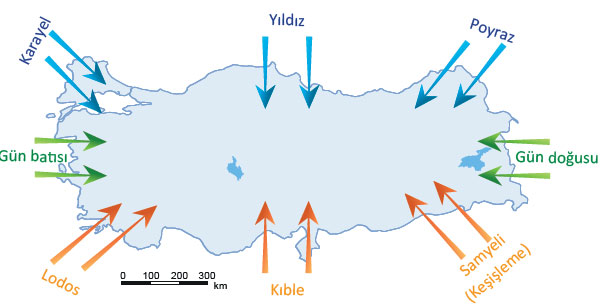 Karayel
Yıldız
Poyraz
Gün batısı
Gün doğusu
Lodos
0 100 200 300
km
Kıble
Samyeli
(Keşişleme)